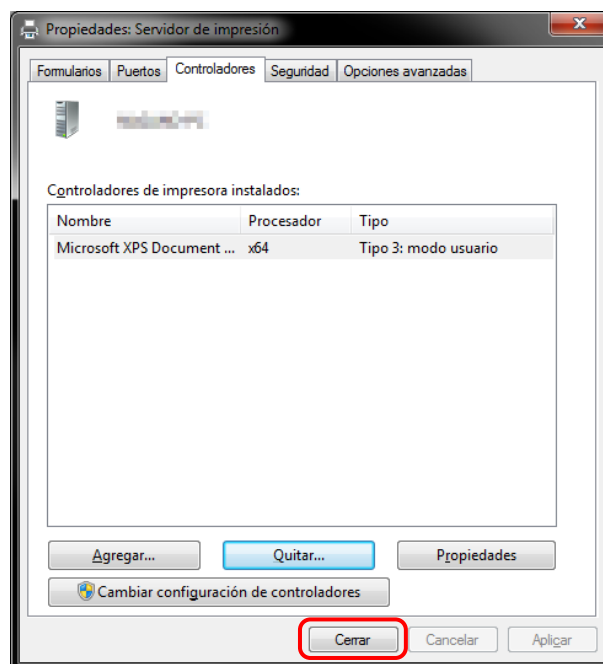 Propiedades: Servidor de impresión
Formularios Puertos Controladores Seguridad Opciones avanzadas
Controladores de impresora instalados:
Nombre Procesador Tipo
Microsoft XPS Document ... x64 Tipo 3: modo usuario
Agregar... Quitar... Propiedades
Cambiar configuración de controladores
Cerrar Cancelar Aplicar